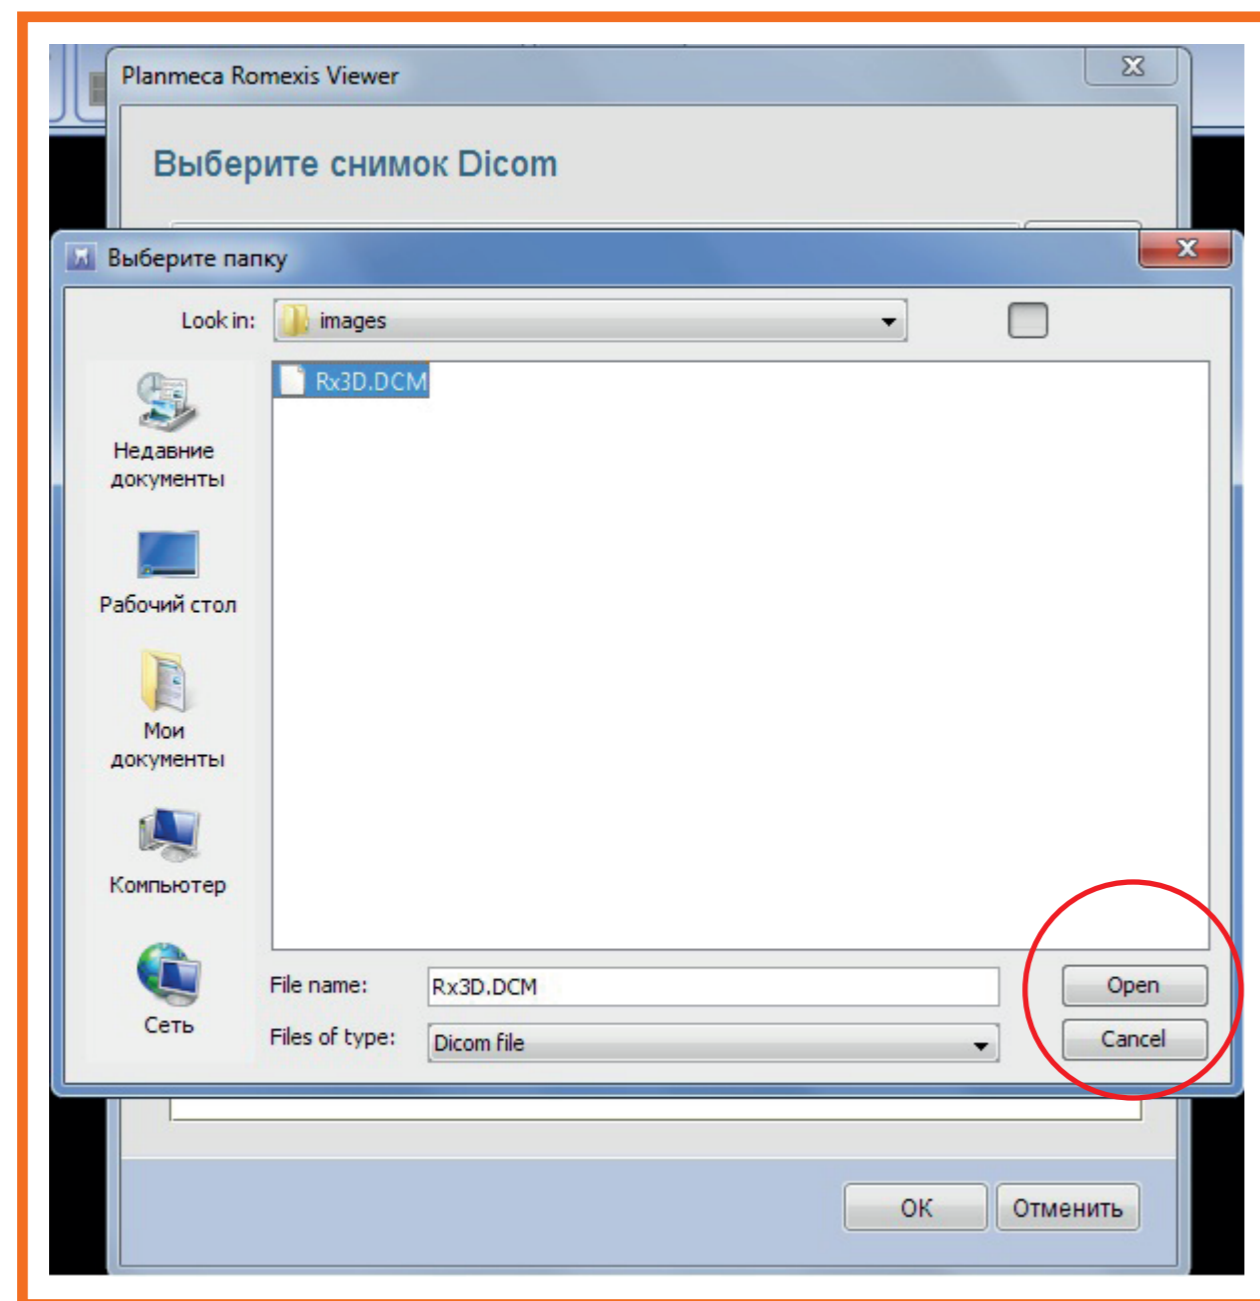 Planmeca Romexis Viewer
Выберите снимок Dicom
Выберите папку
Look in:
images
Rx3D.DCM
Недавние
документы
Рабочий стол
Мои
документы
Компьютер
Сеть
File name:
Rx3D.DCM
Open
Files of type:
Dicom file
Cancel
OK
Отменить